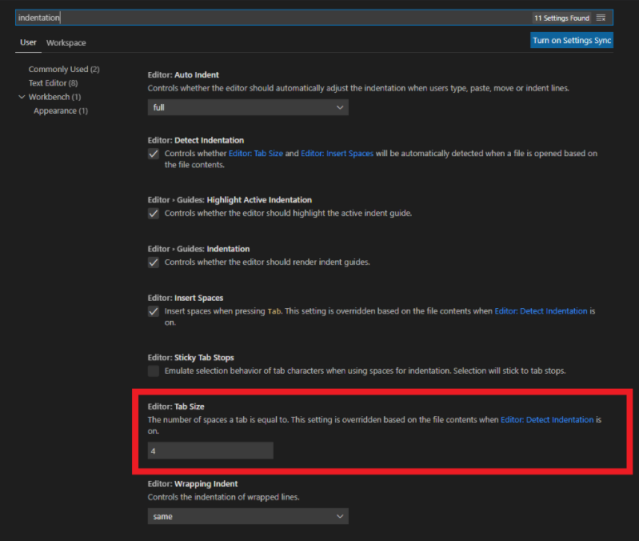 indentation
11 Settings Found
User
Workspace
Turn on Settings Sync
Commonly Used (2)
Text Editor (8)
Workbench (1)
Appearance (1)
Editor: Auto Indent
Controls whether the editor should automatically adjust the indentation when users type, paste, move or indent lines.
full
Editor: Detect Indentation
Controls whether Editor: Tab Size and Editor: Insert Spaces will be automatically detected when a file is opened based on
the file contents.
Editor › Guides: Highlight Active Indentation
Controls whether the editor should highlight the active indent guide.
Editor › Guides: Indentation
Controls whether the editor should render indent guides.
Editor: Insert Spaces
Insert spaces when pressing Tab. This setting is overridden based on the file contents when Editor: Detect Indentation is
on.
Editor: Sticky Tab Stops
Emulate selection behavior of tab characters when using spaces for indentation. Selection will stick to tab stops.
Editor: Tab Size
The number of spaces a tab is equal to. This setting is overridden based on the file contents when Editor: Detect Indentation is
on.
4
Editor: Wrapping Indent
Controls the indentation of wrapped lines.
same